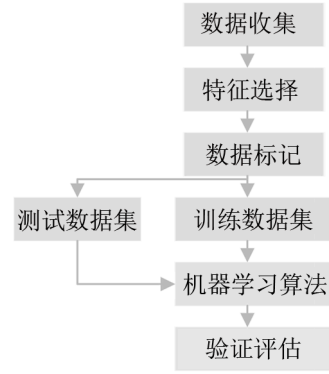 数据收集
特征选择
数据标记
测试数据集
训练数据集
机器学习算法
验证评估